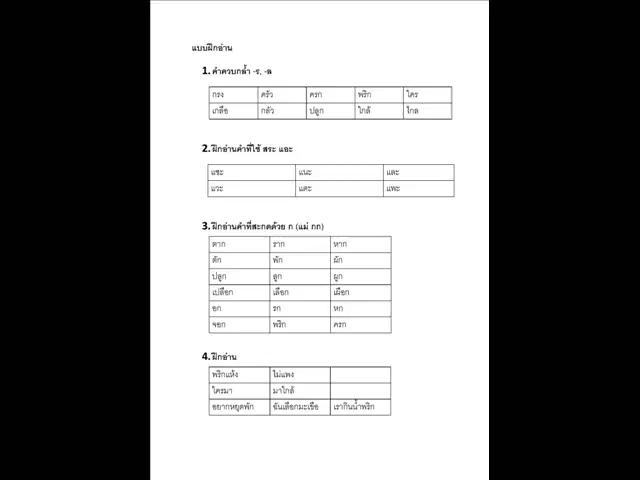 แบบฝึกอ่าน
1. คำควบกล้ำ -ร, -ล
กรง ครัว ครก พริก ใคร
เกลือ กลัว ปลูก ใกล้ ไกล
2. ฝึกอ่านคำที่ใช้ สระ แอะ
แชะ แนะ และ
แวะ แคะ แพะ
3. ฝึกอ่านคำที่สะกดด้วย ก (แม่ กก)
ตาก ราก หาก
ตัก พัก ผัก
ปลูก ลูก ผูก
เปลือก เลือก เผือก
อก รก หก
จอก พริก ครก
4. ฝึกอ่าน
พริกแห้ง ไม่แพง
ใครมา มาใกล้
อยากหยุดพัก ฉันเลือกมะเขือ เรากินน้ำพริก